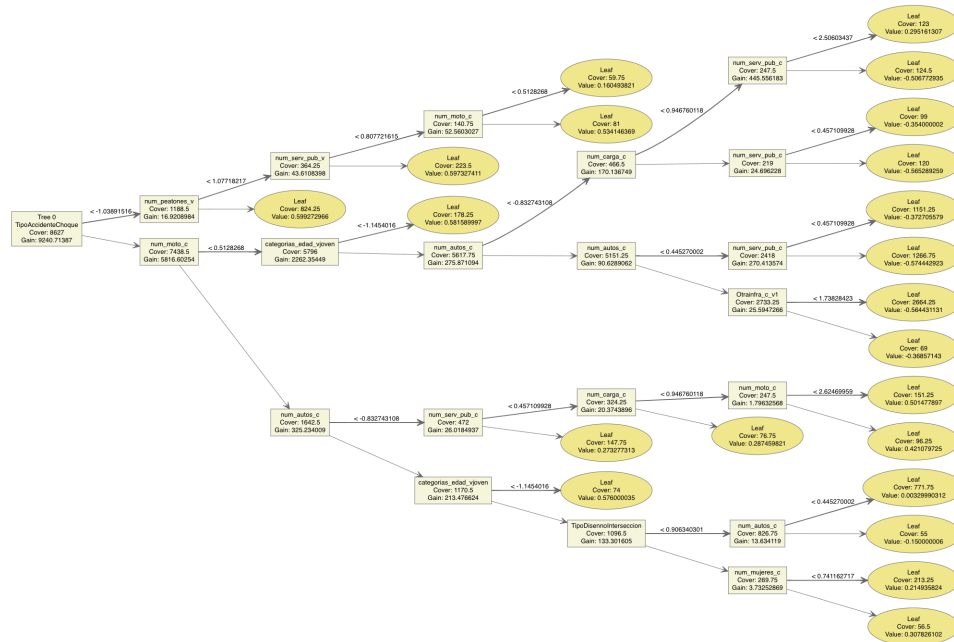 Tree 0
TipoAccidenteChoque
Cover: 8627
Gain: 9240.71387
< -1.03891516
num_peatones_v
Cover: 1188.5
Gain: 16.9208984
num_moto_c
Cover: 7438.5
Gain: 5816.60254
< 1.07718217
num_serv_pub_v
Cover: 364.25
Gain: 43.6108398
Leaf
Cover: 824.25
Value: 0.599272966
< 0.5128268
categorias_edad_vjoven
Cover: 5796
Gain: 2262.35449
num_autos_c
Cover: 1642.5
Gain: 325.234009
< 0.807721615
num_moto_c
Cover: 140.75
Gain: 52.5603027
Leaf
Cover: 223.5
Value: 0.597327411
< -1.1454016
Leaf
Cover: 178.25
Value: 0.581589997
num_autos_c
Cover: 5617.75
Gain: 275.871094
< -0.832743108
num_serv_pub_c
Cover: 472
Gain: 26.0184937
categorias_edad_vjoven
Cover: 1170.5
Gain: 213.476624
< 0.5128268
Leaf
Cover: 59.75
Value: 0.160493821
Leaf
Cover: 81
Value: 0.534146369
< -0.832743108
num_carga_c
Cover: 466.5
Gain: 170.136749
num_autos_c
Cover: 5151.25
Gain: 90.6289062
< 0.457109928
num_carga_c
Cover: 324.25
Gain: 20.3743896
Leaf
Cover: 147.75
Value: 0.273277313
< -1.1454016
Leaf
Cover: 74
Value: 0.576000035
TipoDisennoInterseccion
Cover: 1096.5
Gain: 133.301605
< 0.946760118
num_serv_pub_c
Cover: 247.5
Gain: 445.556183
num_serv_pub_c
Cover: 219
Gain: 24.696228
< 0.445270002
num_serv_pub_c
Cover: 2418
Gain: 270.413574
Otrainfra_c_v1
Cover: 2733.25
Gain: 25.5947266
< 0.946760118
num_moto_c
Cover: 247.5
Gain: 1.79632568
Leaf
Cover: 76.75
Value: 0.287459821
< 0.906340301
num_autos_c
Cover: 826.75
Gain: 13.634119
num_mujeres_c
Cover: 269.75
Gain: 3.73252869
< 2.50603437
Leaf
Cover: 123
Value: 0.295161307
Leaf
Cover: 124.5
Value: -0.506772935
< 0.457109928
Leaf
Cover: 99
Value: -0.354000002
Leaf
Cover: 120
Value: -0.565289259
< 0.457109928
Leaf
Cover: 1151.25
Value: -0.372705579
Leaf
Cover: 1266.75
Value: -0.574442923
< 1.73828423
Leaf
Cover: 2664.25
Value: -0.564431131
Leaf
Cover: 69
Value: -0.36857143
< 2.62469959
Leaf
Cover: 151.25
Value: 0.501477897
Leaf
Cover: 96.25
Value: 0.421079725
< 0.445270002
Leaf
Cover: 771.75
Value: 0.00329990312
Leaf
Cover: 55
Value: -0.150000006
< 0.741162717
Leaf
Cover: 213.25
Value: 0.214935824
Leaf
Cover: 56.5
Value: 0.307826102